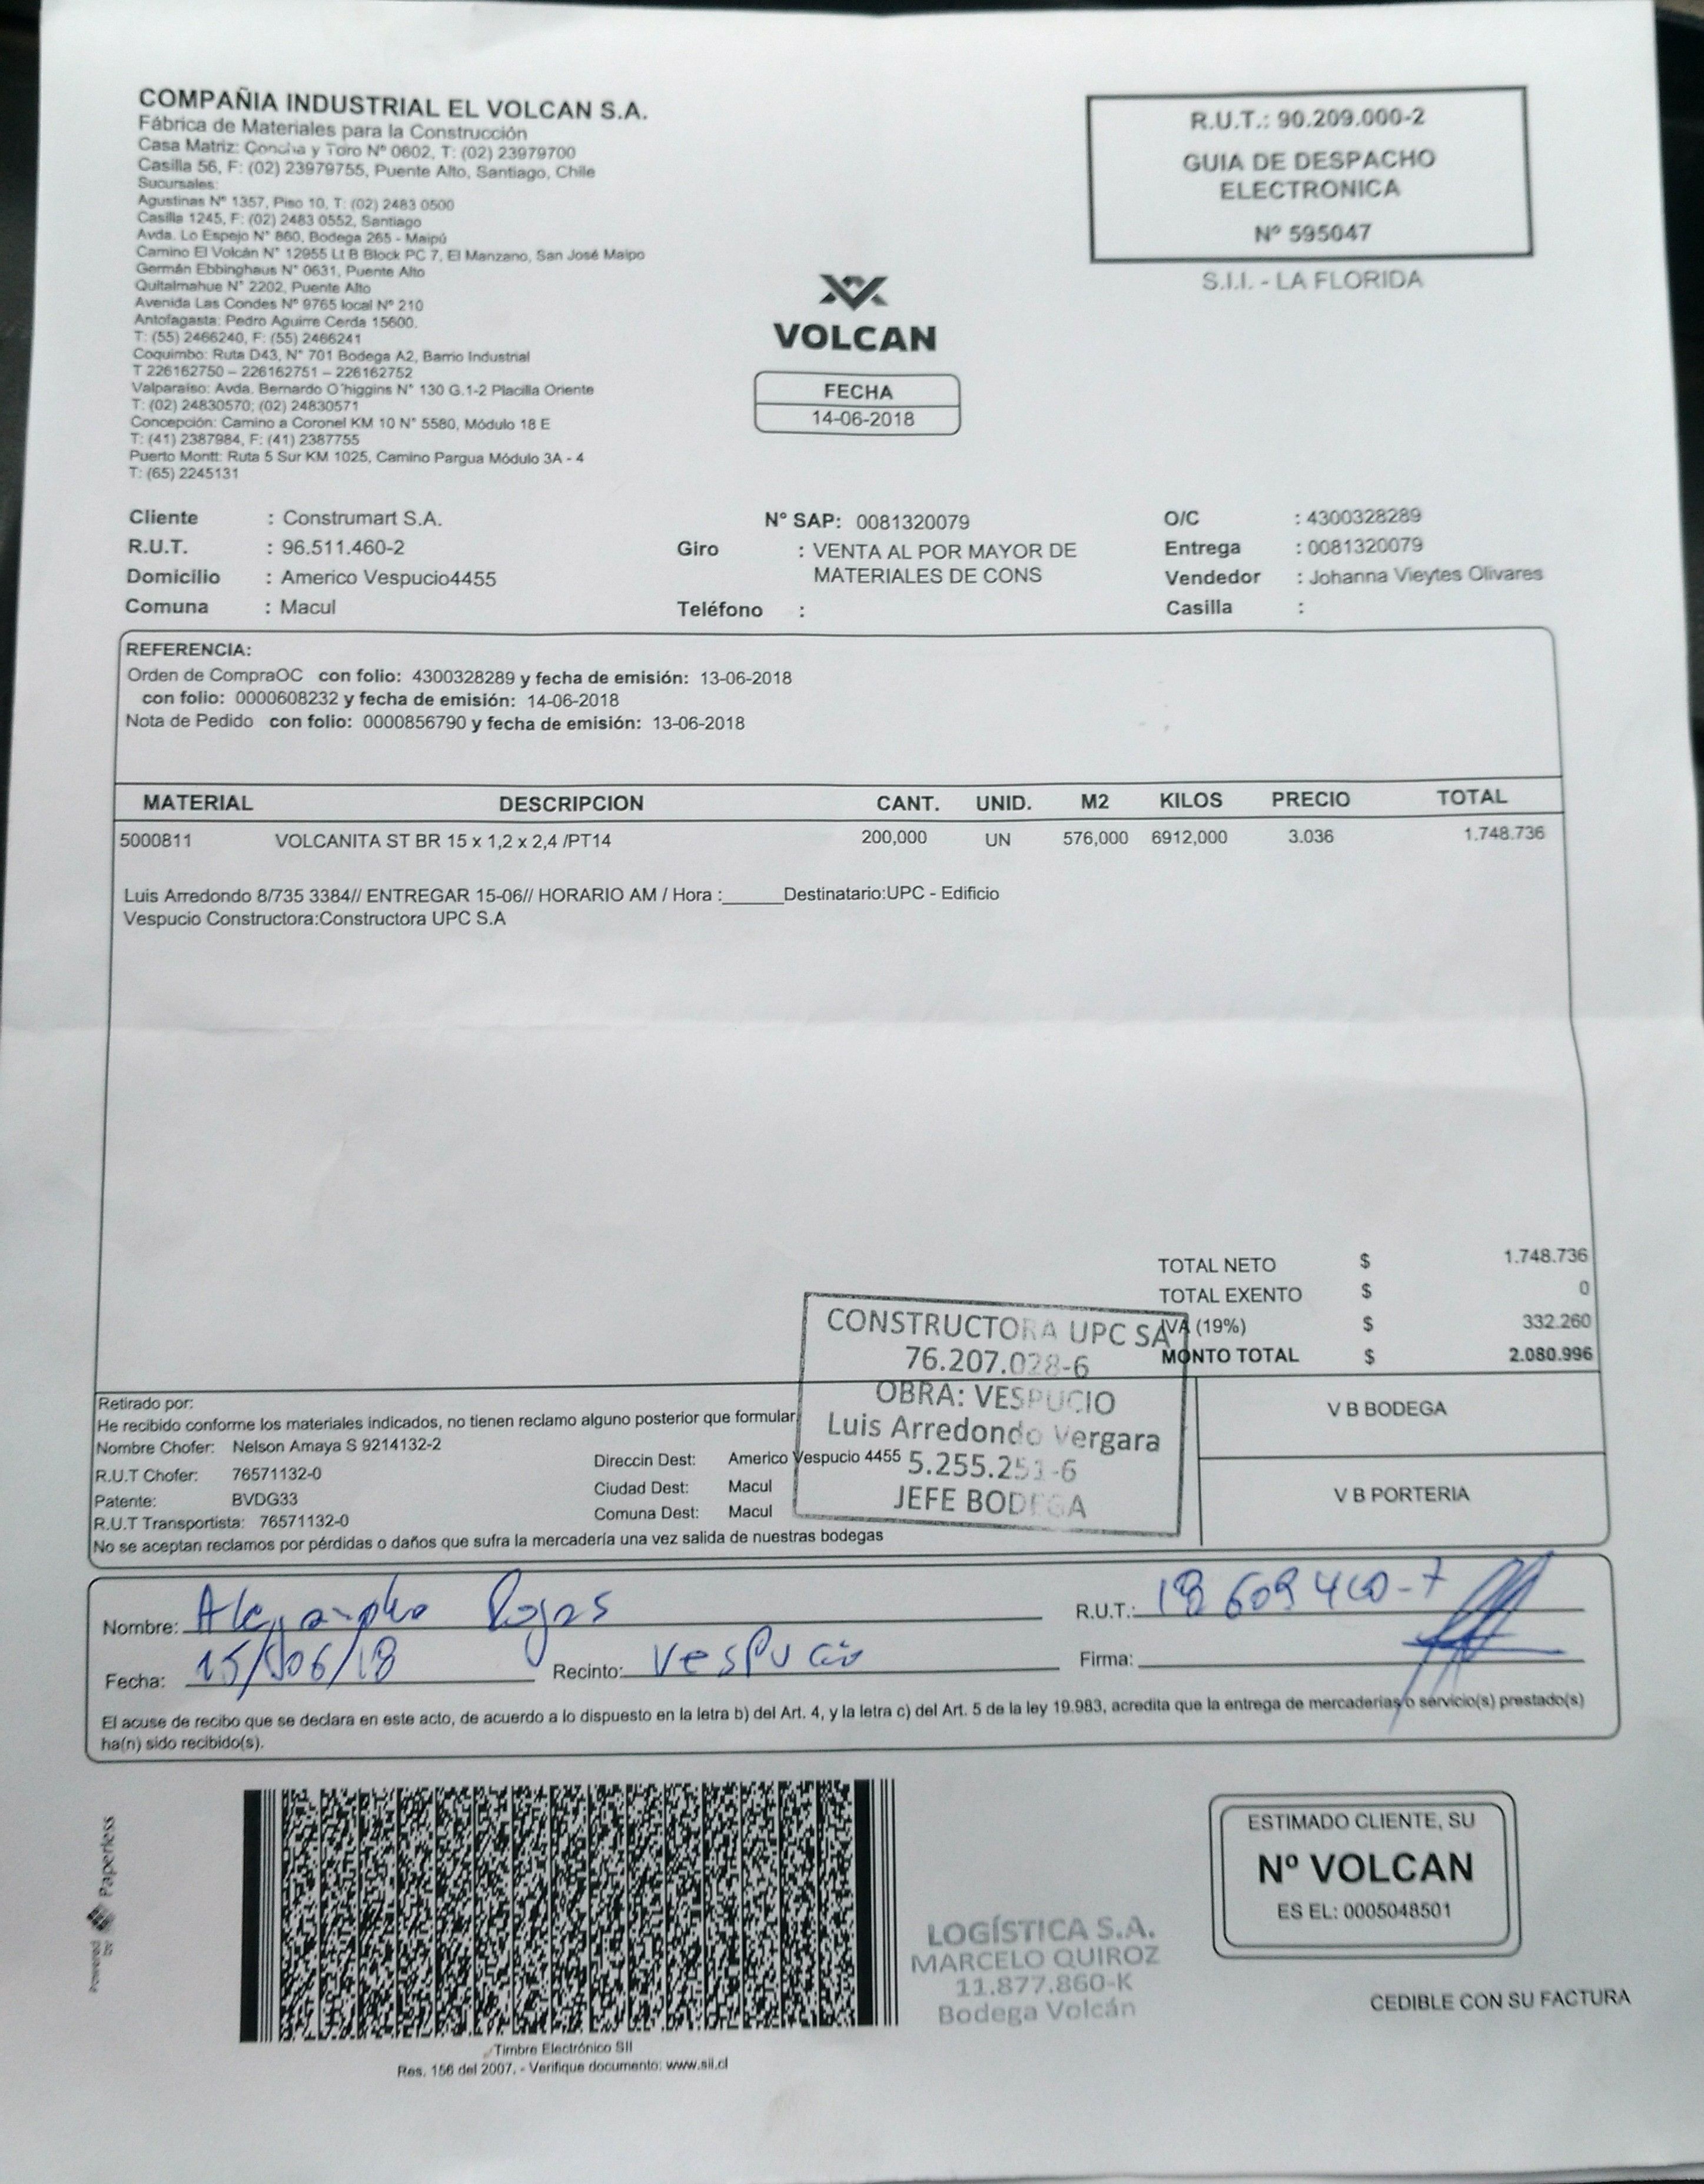 COMPAÑIA INDUSTRIAL EL VOLCAN S.A.
Fábrica de Materiales para la Construcción
Casa Matriz: Concha y Toro Nº 0602, T: (02) 23979700
Casilla 56, F: (02) 23979755, Puente Alto, Santiago, Chile
Sucursales:
Agustinas Nº 1357, Piso 10, T: (02) 2483 0500
Casilla 1245, F: (02) 2483 0552, Santiago
Avda. Lo Espejo N° 860, Bodega 265 - Maipú
Camino El Volcán N° 12955 Lt B Block PC 7, El Manzano, San José Maipo
Germán Ebbinghaus N° 0631, Puente Alto
Quitalmahue N° 2202, Puente Alto
Avenida Las Condes Nº 9765 local Nº 210
Antofagasta: Pedro Aguirre Cerda 15600.
T: (55) 2466240, F: (55) 2466241
Coquimbo: Ruta D43, N° 701 Bodega A2, Barrio Industrial
T 226162750 – 226162751 – 226162752
Valparaíso: Avda. Bernardo O´higgins N° 130 G.1-2 Placilla Oriente
T: (02) 24830570; (02) 24830571
Concepción: Camino a Coronel KM 10 N° 5580, Módulo 18 E
T: (41) 2387984, F: (41) 2387755
Puerto Montt: Ruta 5 Sur KM 1025, Camino Pargua Módulo 3A - 4
T: (65) 2245131
R.U.T.: 90.209.000-2
GUIA DE DESPACHO
ELECTRONICA
Nº 595047
S.I.I. - LA FLORIDA
VOLCAN
FECHA
14-06-2018
Cliente : Construmart S.A. N° SAP: 0081320079 O/C : 4300328289
R.U.T. : 96.511.460-2 Giro : VENTA AL POR MAYOR DE Entrega : 0081320079
Domicilio : Americo Vespucio4455 MATERIALES DE CONS Vendedor : Johanna Vieytes Olivares
Comuna : Macul Teléfono : Casilla :
REFERENCIA:
Orden de CompraOC con folio: 4300328289 y fecha de emisión: 13-06-2018
con folio: 0000608232 y fecha de emisión: 14-06-2018
Nota de Pedido con folio: 0000856790 y fecha de emisión: 13-06-2018
MATERIAL DESCRIPCION CANT. UNID. M2 KILOS PRECIO TOTAL
5000811 VOLCANITA ST BR 15 x 1,2 x 2,4 /PT14 200,000 UN 576,000 6912,000 3.036 1.748.736
Luis Arredondo 8/735 3384// ENTREGAR 15-06// HORARIO AM / Hora :______Destinatario:UPC - Edificio
Vespucio Constructora:Constructora UPC S.A
TOTAL NETO $ 1.748.736
TOTAL EXENTO $ 0
IVA (19%) $ 332.260
MONTO TOTAL $ 2.080.996
CONSTRUCTORA UPC SA
76.207.028-6
OBRA: VESPUCIO
Luis Arredondo Vergara
5.255.251-6
JEFE BODEGA
Retirado por:
He recibido conforme los materiales indicados, no tienen reclamo alguno posterior que formular
Nombre Chofer: Nelson Amaya S 9214132-2
R.U.T Chofer: 76571132-0
Patente: BVDG33
R.U.T Transportista: 76571132-0
Direccin Dest: Americo Vespucio 4455
Ciudad Dest: Macul
Comuna Dest: Macul
No se aceptan reclamos por pérdidas o daños que sufra la mercadería una vez salida de nuestras bodegas
V B BODEGA
V B PORTERIA
Nombre: Alejandro Rojas R.U.T.:
Fecha: 15/06/18 Recinto: Vespucio Firma:
El acuse de recibo que se declara en este acto, de acuerdo a lo dispuesto en la letra b) del Art. 4, y la letra c) del Art. 5 de la ley 19.983, acredita que la entrega de mercaderías o servicio(s) prestado(s)
ha(n) sido recibido(s).
Powered by Paperless
Timbre Electrónico SII
Res. 156 del 2007. - Verifique documento: www.sii.cl
LOGÍSTICA S.A.
MARCELO QUIROZ
11.877.860-K
Bodega Volcán
ESTIMADO CLIENTE, SU
Nº VOLCAN
ES EL: 0005048501
CEDIBLE CON SU FACTURA